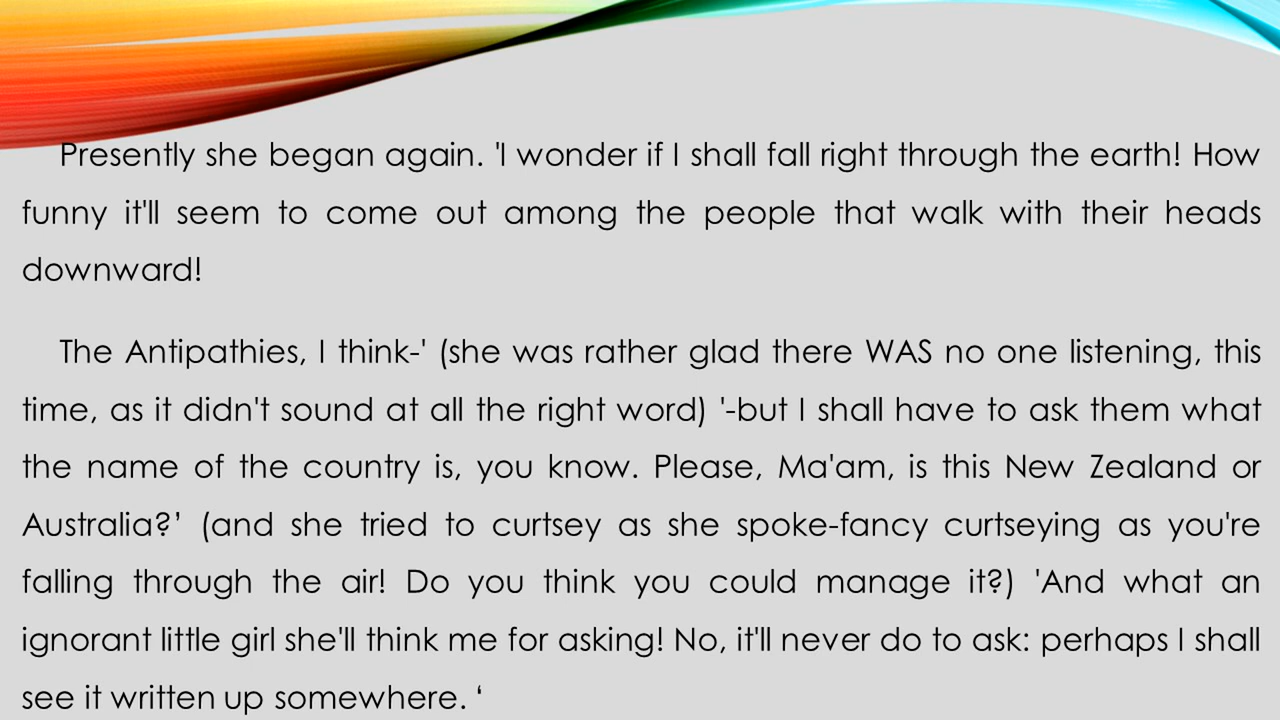 Presently she began again. 'I wonder if I shall fall right through the earth! How
funny it'll seem to come out among the people that walk with their heads
downward!
The Antipathies, I think-' (she was rather glad there WAS no one listening, this
time, as it didn't sound at all the right word) '-but I shall have to ask them what
the name of the country is, you know. Please, Ma'am, is this New Zealand or
Australia?’ (and she tried to curtsey as she spoke-fancy curtseying as you're
falling through the air! Do you think you could manage it?) 'And what an
ignorant little girl she'll think me for asking! No, it'll never do to ask: perhaps I shall
see it written up somewhere. ‘